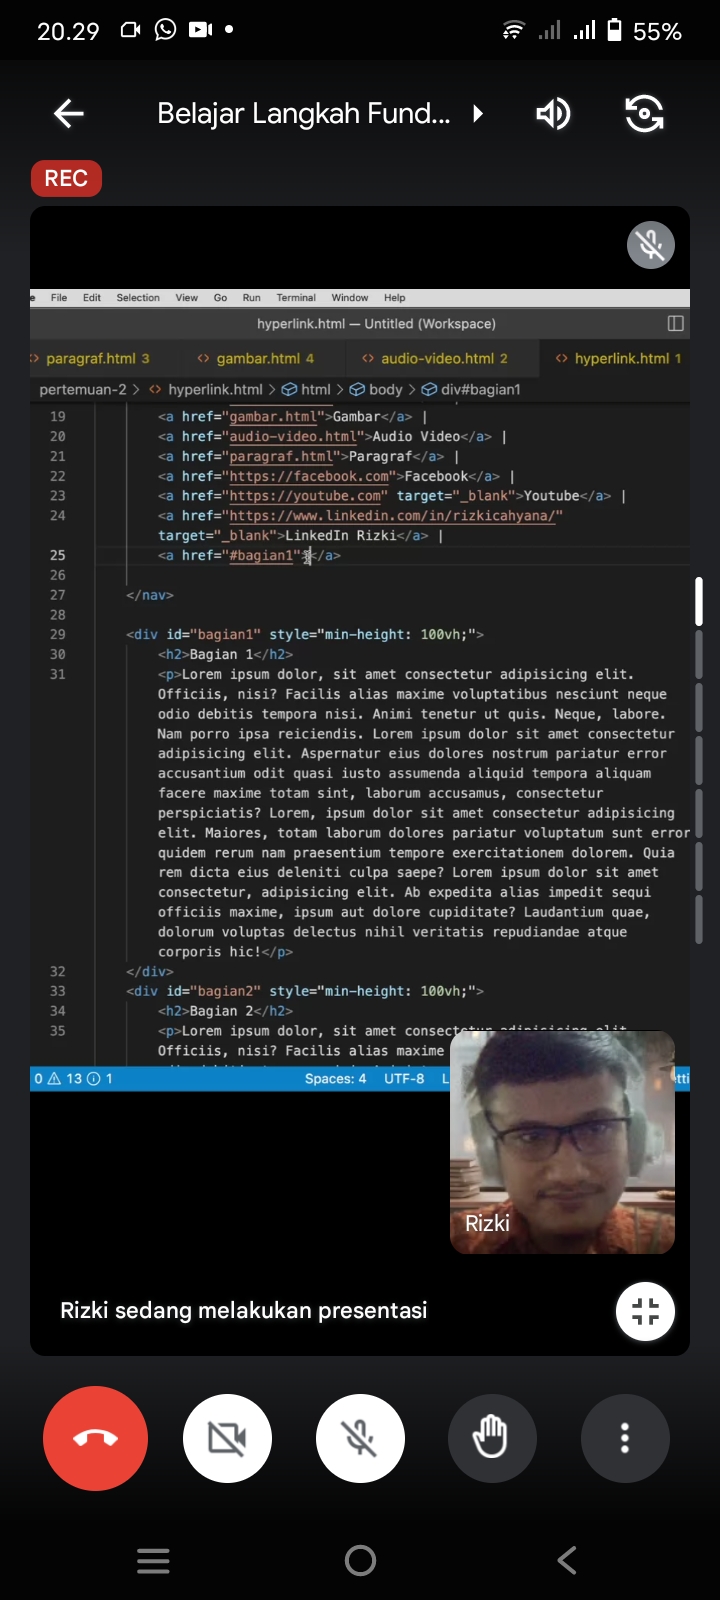 20.29
55%
Belajar Langkah Fund...
REC
File Edit Selection View Go Run Terminal Window Help
hyperlink.html — Untitled (Workspace)
paragraf.html 3 gambar.html 4 audio-video.html 2 hyperlink.html 1
pertemuan-2 > hyperlink.html > html > body > div#bagian1
19 <a href="gambar.html">Gambar</a> |
20 <a href="audio-video.html">Audio Video</a> |
21 <a href="paragraf.html">Paragraf</a> |
22 <a href="https://facebook.com">Facebook</a> |
23 <a href="https://youtube.com" target="_blank">Youtube</a> |
24 <a href="https://www.linkedin.com/in/rizkicahyana/"
target="_blank">LinkedIn Rizki</a> |
25 <a href="#bagian1"></a>
26
27 </nav>
28
29 <div id="bagian1" style="min-height: 100vh;">
30 <h2>Bagian 1</h2>
31 <p>Lorem ipsum dolor, sit amet consectetur adipisicing elit.
Officiis, nisi? Facilis alias maxime voluptatibus nesciunt neque
odio debitis tempora nisi. Animi tenetur ut quis. Neque, labore.
Nam porro ipsa reiciendis. Lorem ipsum dolor sit amet consectetur
adipisicing elit. Aspernatur eius dolores nostrum pariatur error
accusantium odit quasi iusto assumenda aliquid tempora aliquam
facere maxime totam sint, laborum accusamus, consectetur
perspiciatis? Lorem, ipsum dolor sit amet consectetur adipisicing
elit. Maiores, totam laborum dolores pariatur voluptatum sunt error
quidem rerum nam praesentium tempore exercitationem dolorem. Quia
rem dicta eius deleniti culpa saepe? Lorem ipsum dolor sit amet
consectetur, adipisicing elit. Ab expedita alias impedit sequi
officiis maxime, ipsum aut dolore cupiditate? Laudantium quae,
dolorum voluptas delectus nihil veritatis repudiandae atque
corporis hic!</p>
32 </div>
33 <div id="bagian2" style="min-height: 100vh;">
34 <h2>Bagian 2</h2>
35 <p>Lorem ipsum dolor, sit amet consectetur adipisicing elit.
Officiis, nisi? Facilis alias maxime
0 13 1 Spaces: 4 UTF-8
Rizki
Rizki sedang melakukan presentasi